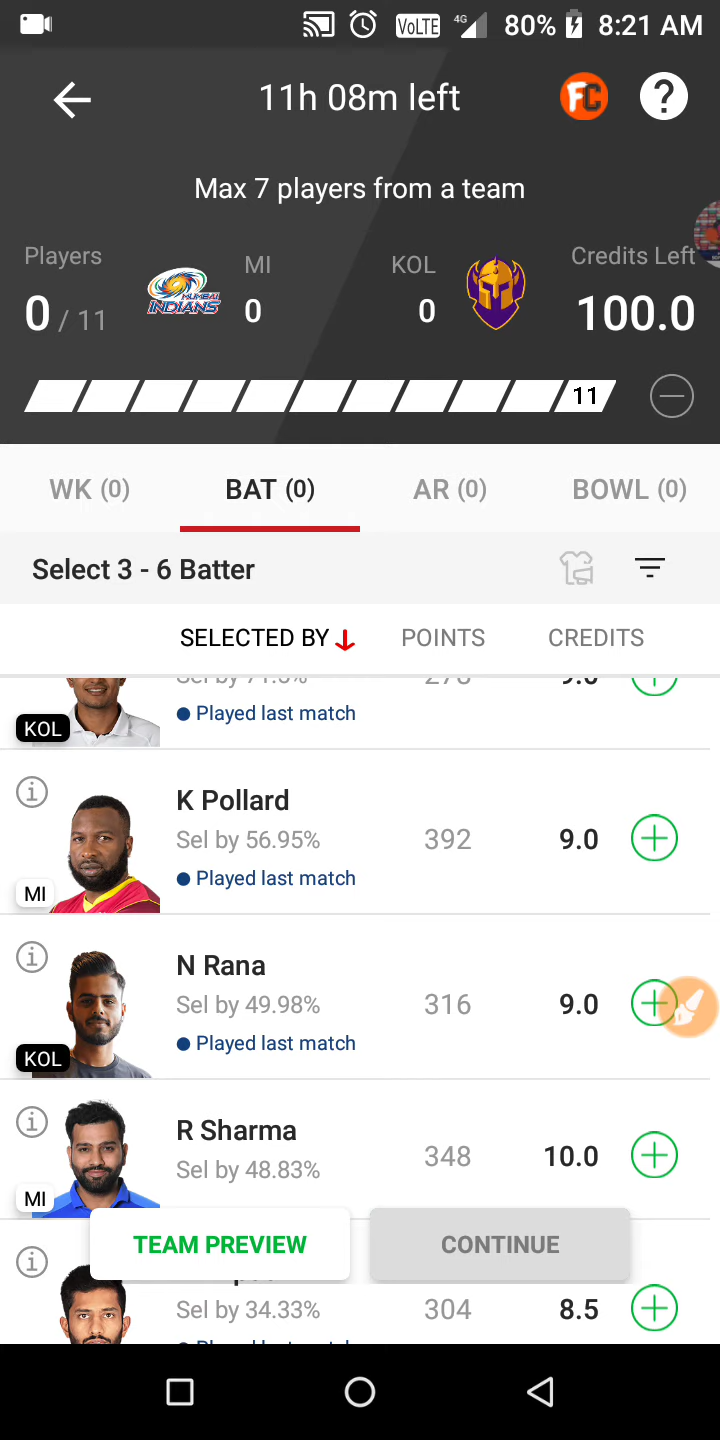 VoLTE 4G 80% 8:21 AM
11h 08m left FC ?
Max 7 players from a team
Players MI KOL Credits Left
0 / 11 MUMBAI INDIANS 0 0 100.0
11
WK (0) BAT (0) AR (0) BOWL (0)
Select 3 - 6 Batter
SELECTED BY POINTS CREDITS
Played last match
KOL
K Pollard
Sel by 56.95% 392 9.0
Played last match
MI
N Rana
Sel by 49.98% 316 9.0
Played last match
KOL
R Sharma
Sel by 48.83% 348 10.0
MI
TEAM PREVIEW CONTINUE
Sel by 34.33% 304 8.5